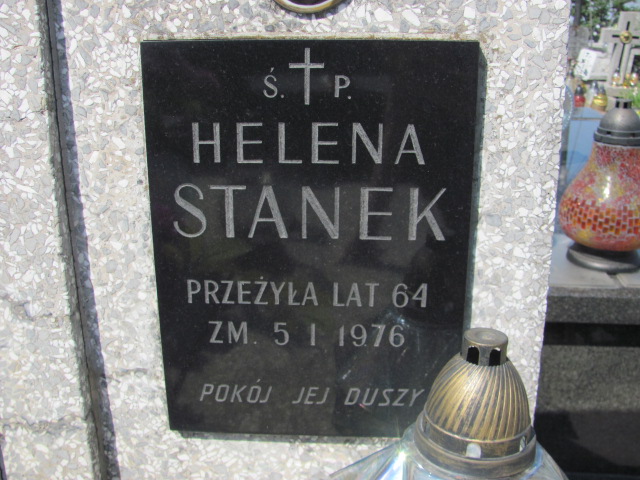 Ś. P.
HELENA
STANEK
PRZEŻYŁA LAT 64
ZM. 5 I 1976
POKÓJ JEJ DUSZY